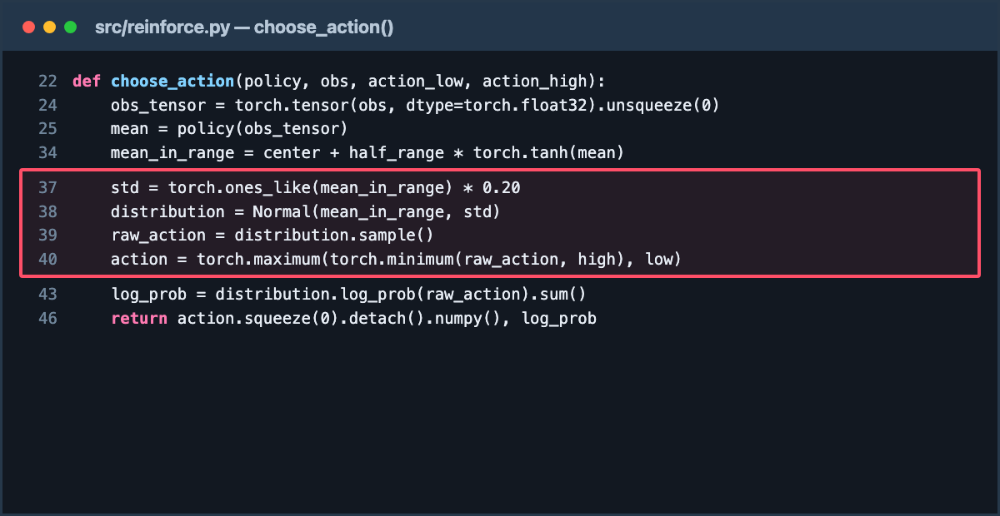 src/reinforce.py — choose_action()
22 def choose_action(policy, obs, action_low, action_high):
24     obs_tensor = torch.tensor(obs, dtype=torch.float32).unsqueeze(0)
25     mean = policy(obs_tensor)
34     mean_in_range = center + half_range * torch.tanh(mean)
37     std = torch.ones_like(mean_in_range) * 0.20
38     distribution = Normal(mean_in_range, std)
39     raw_action = distribution.sample()
40     action = torch.maximum(torch.minimum(raw_action, high), low)
43     log_prob = distribution.log_prob(raw_action).sum()
46     return action.squeeze(0).detach().numpy(), log_prob